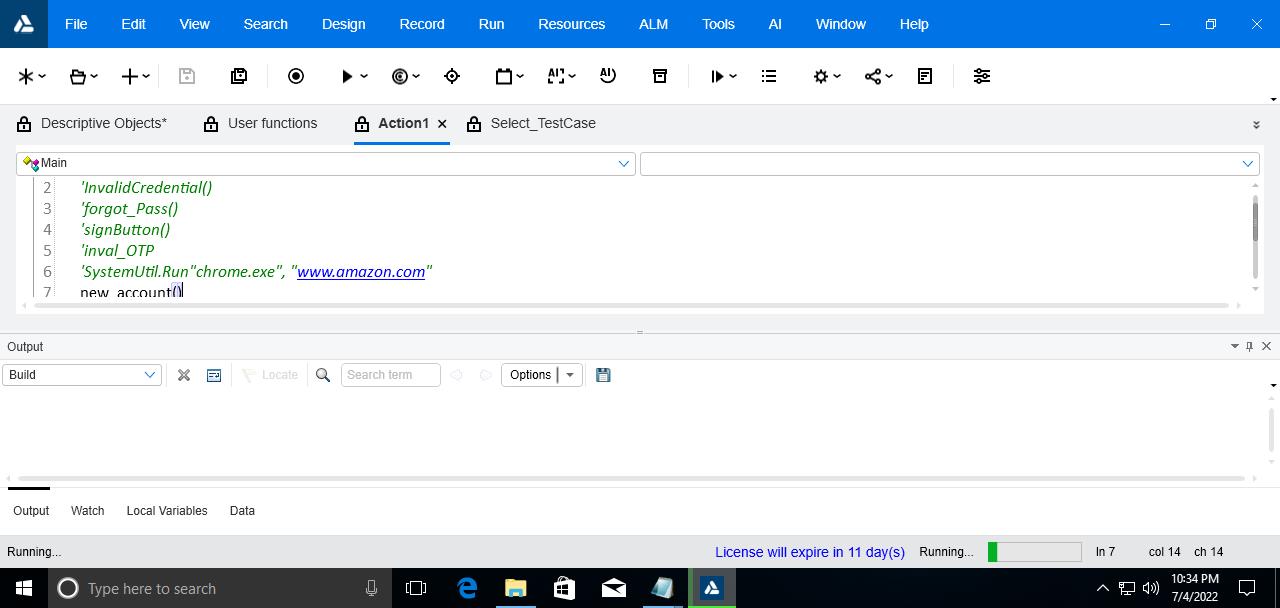 File Edit View Search Design Record Run Resources ALM Tools AI Window Help
Descriptive Objects* User functions Action1 Select_TestCase
Main
2 'InvalidCredential()
3 'forgot_Pass()
4 'signButton()
5 'inval_OTP
6 'SystemUtil.Run"chrome.exe", "www.amazon.com"
7 new_account()
Output
Build Locate Search term Options
Output Watch Local Variables Data
Running... License will expire in 11 day(s) Running... ln 7 col 14 ch 14
Type here to search
10:34 PM
7/4/2022